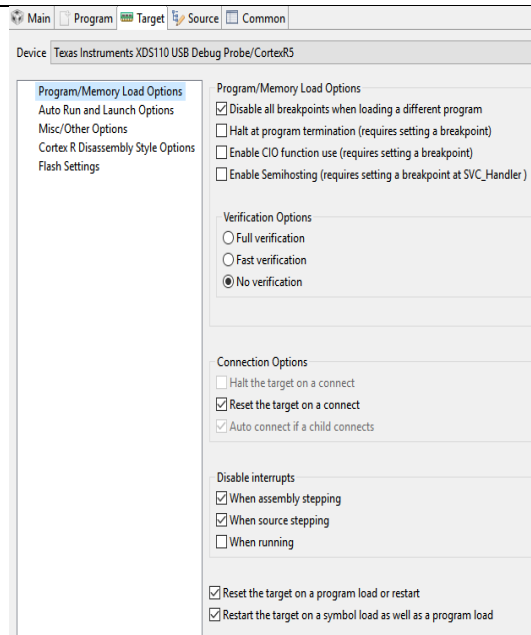 Main Program Target Source Common
Device Texas Instruments XDS110 USB Debug Probe/CortexR5
Program/Memory Load Options
Auto Run and Launch Options
Misc/Other Options
Cortex R Disassembly Style Options
Flash Settings
Program/Memory Load Options
Disable all breakpoints when loading a different program
Halt at program termination (requires setting a breakpoint)
Enable CIO function use (requires setting a breakpoint)
Enable Semihosting (requires setting a breakpoint at SVC_Handler )
Verification Options
Full verification
Fast verification
No verification
Connection Options
Halt the target on a connect
Reset the target on a connect
Auto connect if a child connects
Disable interrupts
When assembly stepping
When source stepping
When running
Reset the target on a program load or restart
Restart the target on a symbol load as well as a program load